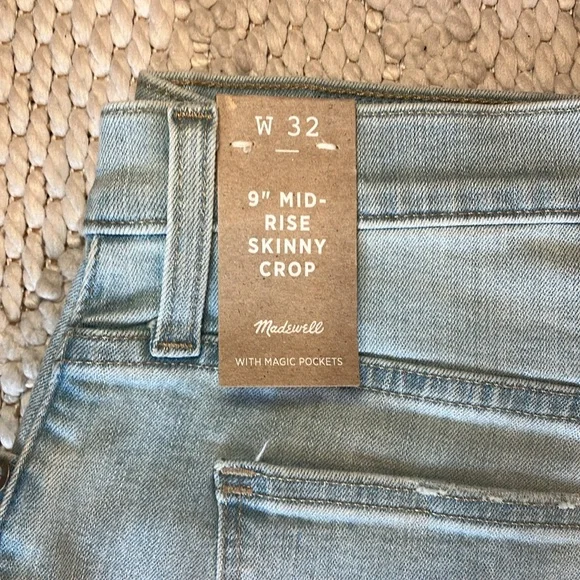 W 32
9" MID-
RISE
SKINNY
CROP
Madewell
WITH MAGIC POCKETS